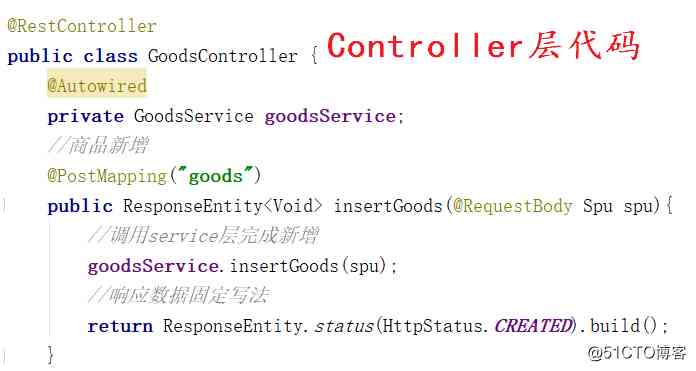 @RestController
public class GoodsController {
Controller层代码
@Autowired
private GoodsService goodsService;
//商品新增
@PostMapping("goods")
public ResponseEntity<Void> insertGoods(@RequestBody Spu spu){
//调用service层完成新增
goodsService.insertGoods(spu);
//响应数据固定写法
return ResponseEntity.status(HttpStatus.CREATED).build();
}
@51CTO博客